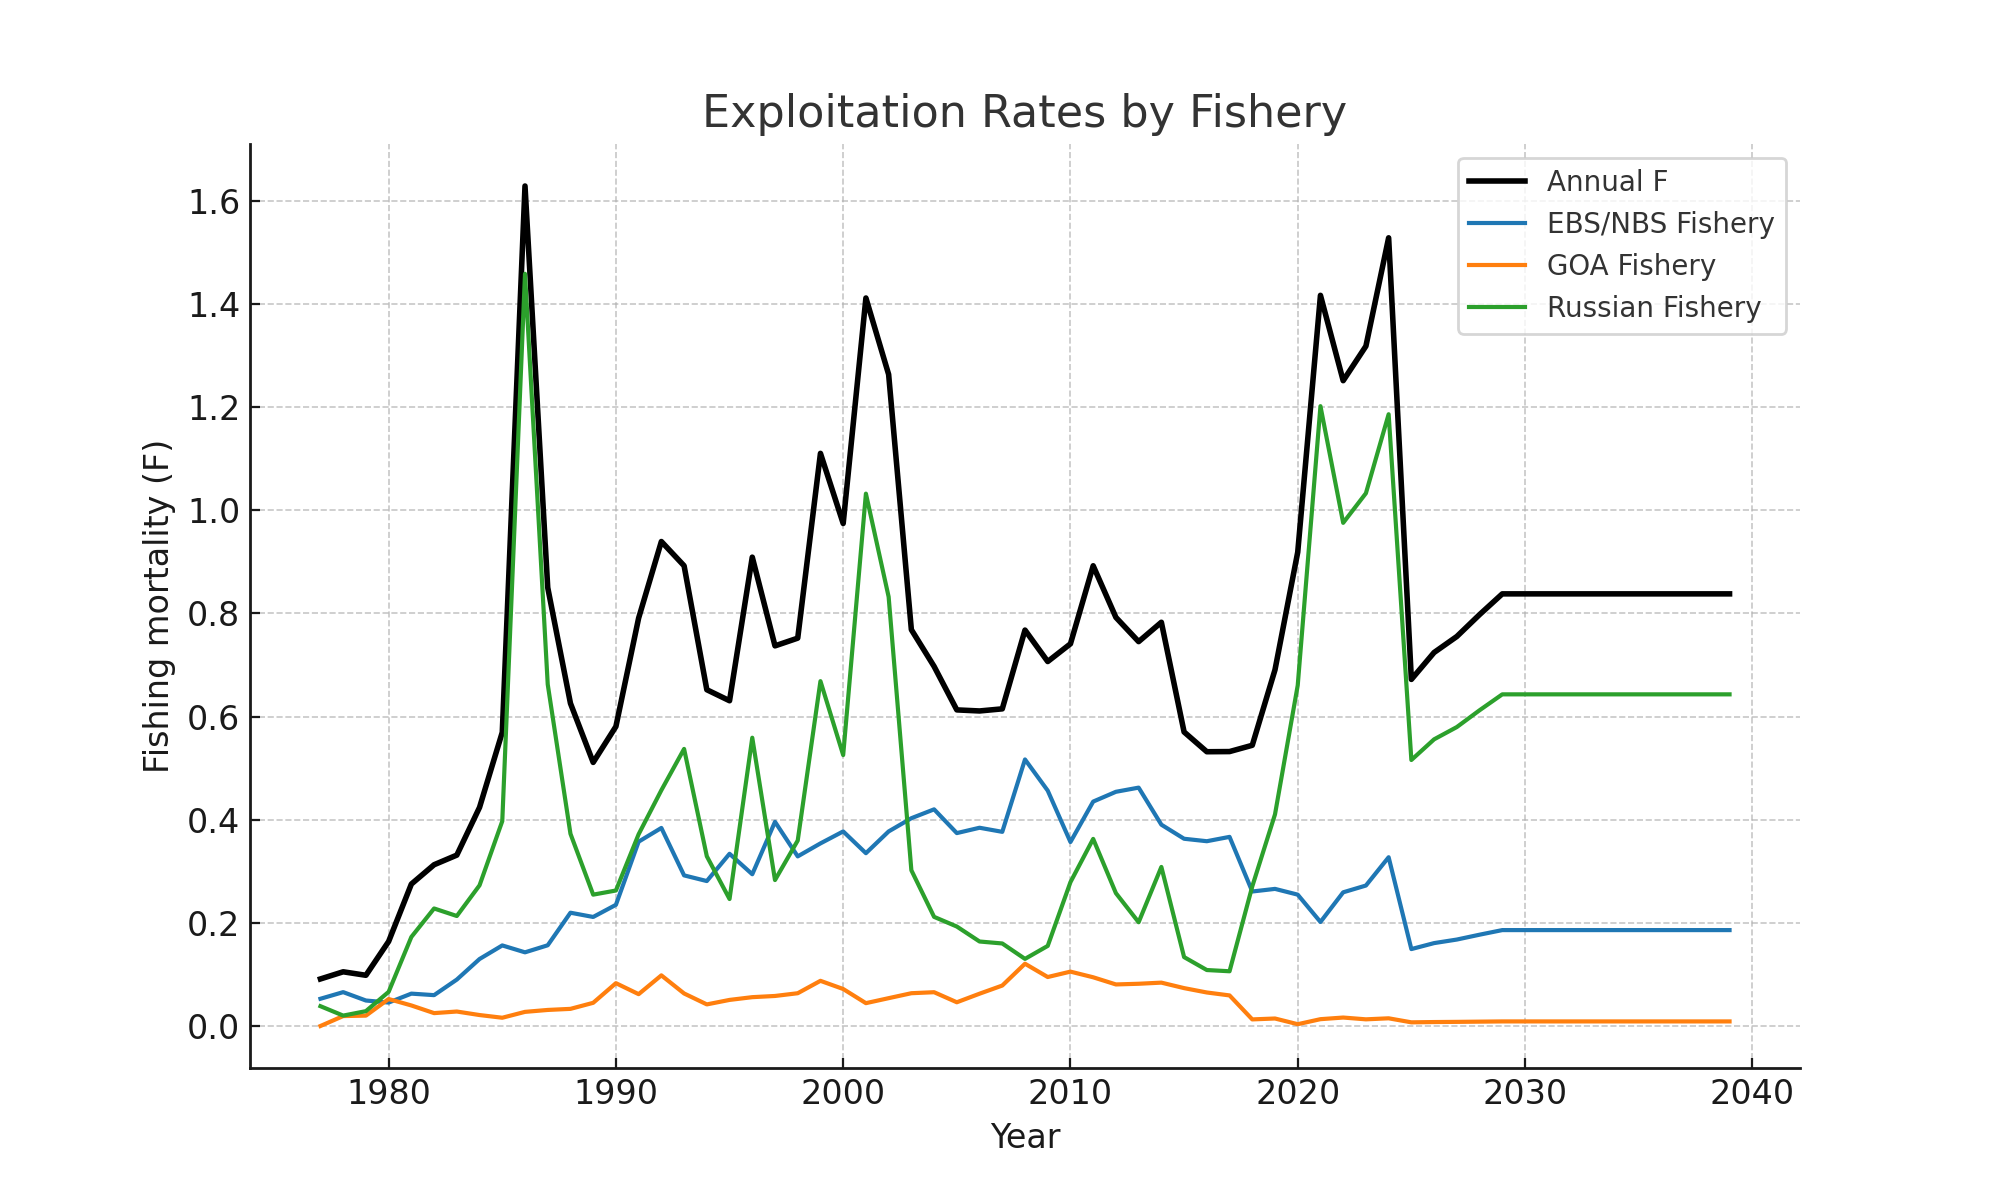 Exploitation Rates by Fishery
Annual F
EBS/NBS Fishery
GOA Fishery
Russian Fishery
Fishing mortality (F)
1.6
1.4
1.2
1.0
0.8
0.6
0.4
0.2
0.0
1980 1990 2000 2010 2020 2030 2040
Year